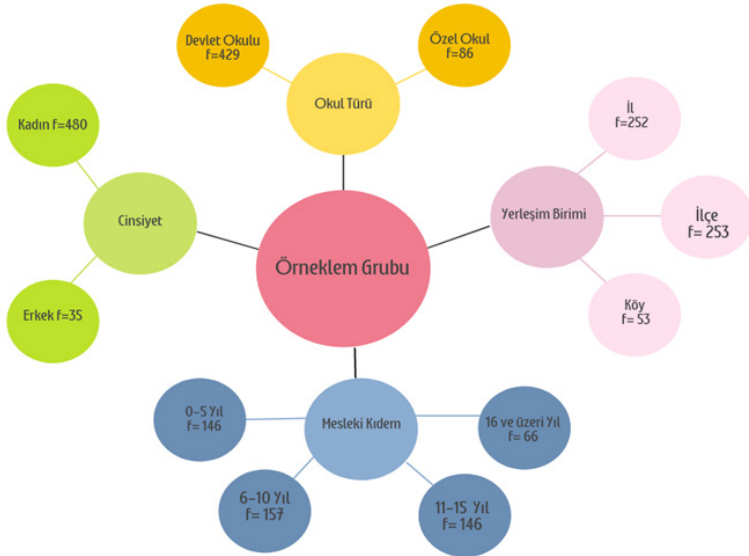 Devlet Okulu
f=429
Özel Okul
f=86
Okul Türü
Kadın f=480
Cinsiyet
Erkek f=35
İl
f=252
Yerleşim Birimi
İlçe
f= 253
Köy
f= 53
Örneklem Grubu
0-5 Yıl
f= 146
Mesleki Kıdem
16 ve üzeri Yıl
f= 66
6-10 Yıl
f= 157
11-15 Yıl
f= 146